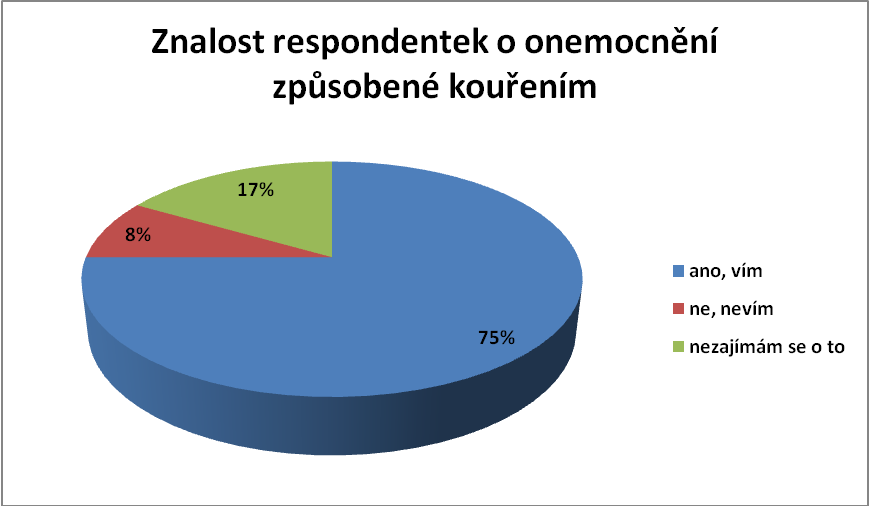 Znalost respondentek o onemocnění
způsobené kouřením
17%
8%
75%
ano, vím
ne, nevím
nezajímám se o to